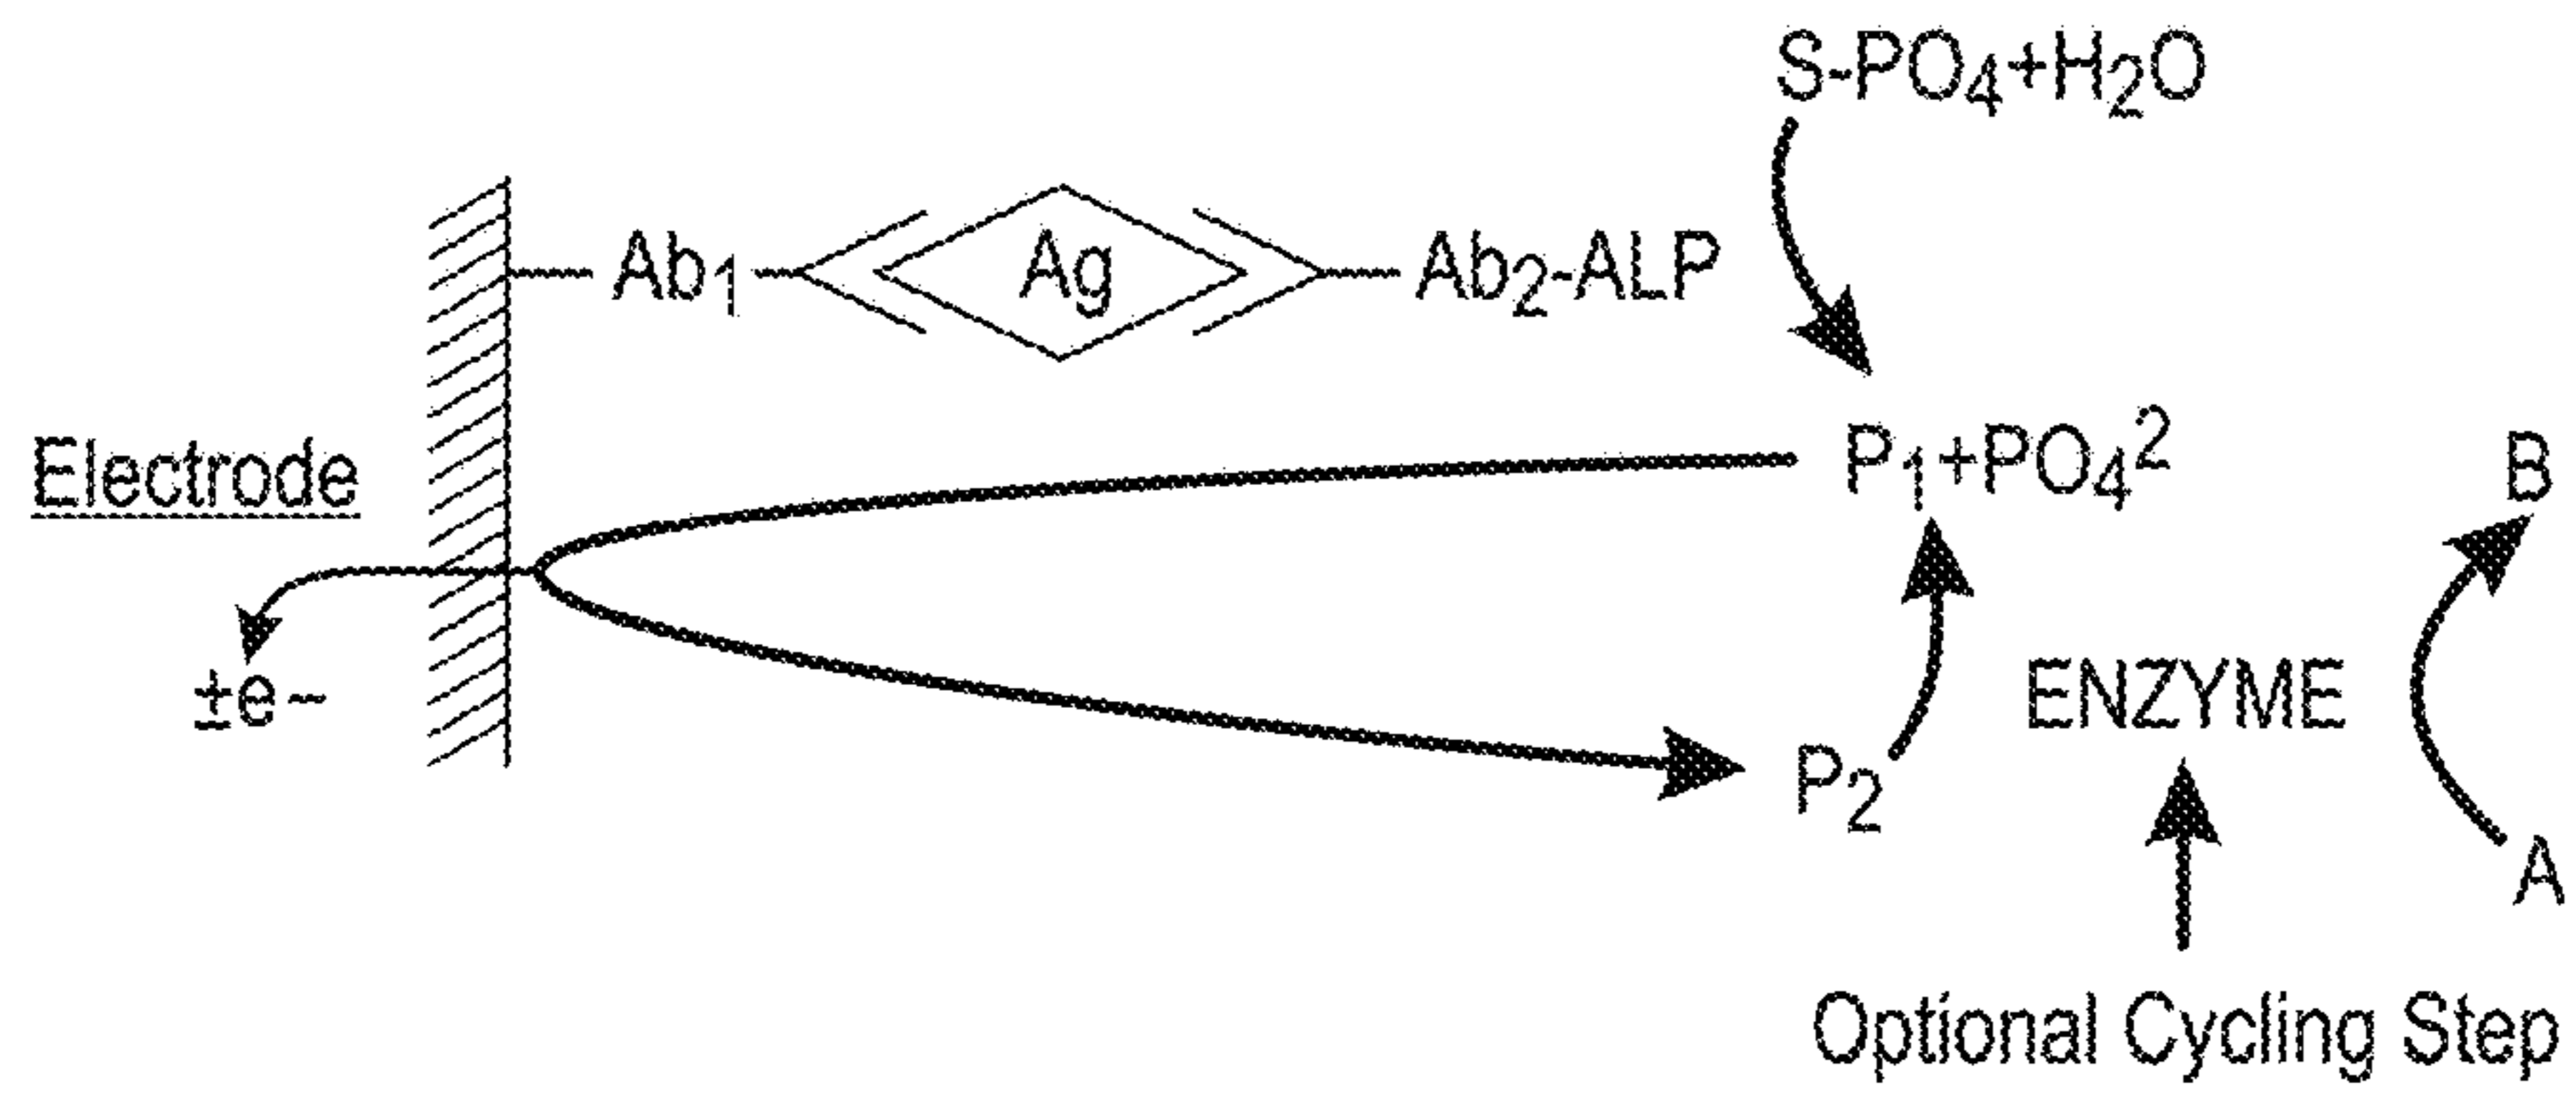 S-PO₄+H₂O
Ab₁ Ag Ab₂-ALP
Electrode
P₁+PO₄²
B
±e-
ENZYME
P₂
A
Optional Cycling Step